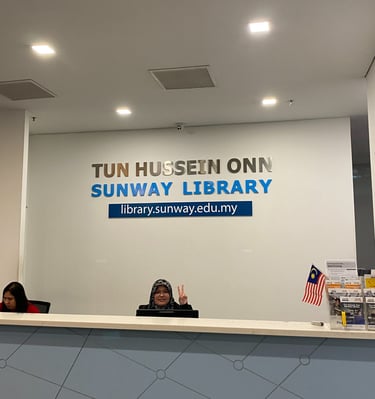 TUN HUSSEIN ONN
SUNWAY LIBRARY
library.sunway.edu.my